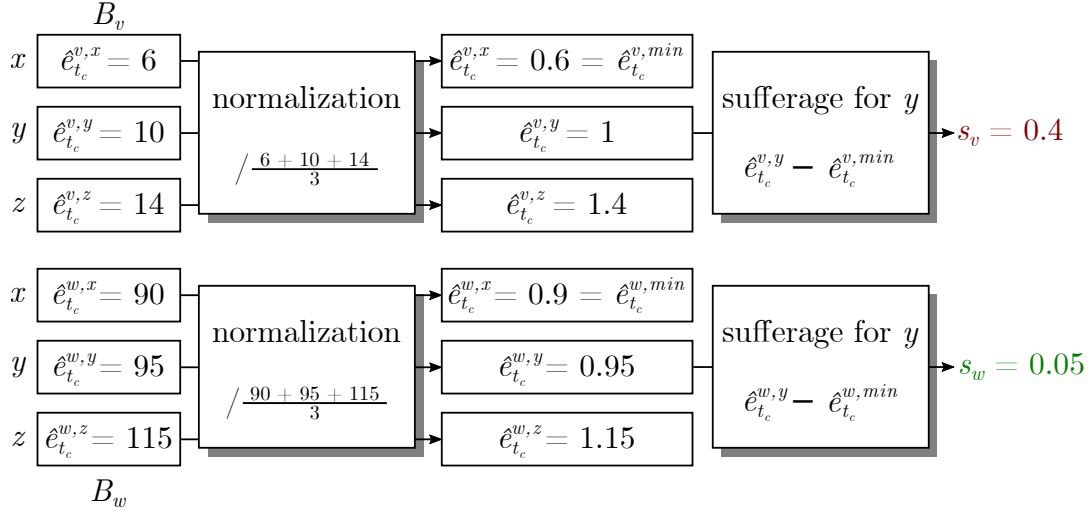 B_v
x ê_{t_c}^{v,x} = 6 ê_{t_c}^{v,x} = 0.6 = ê_{t_c}^{v,min}
normalization sufferage for y
y ê_{t_c}^{v,y} = 10 ê_{t_c}^{v,y} = 1 s_v = 0.4
/ \frac{6 + 10 + 14}{3} ê_{t_c}^{v,y} − ê_{t_c}^{v,min}
z ê_{t_c}^{v,z} = 14 ê_{t_c}^{v,z} = 1.4
x ê_{t_c}^{w,x} = 90 ê_{t_c}^{w,x} = 0.9 = ê_{t_c}^{w,min}
normalization sufferage for y
y ê_{t_c}^{w,y} = 95 ê_{t_c}^{w,y} = 0.95 s_w = 0.05
/ \frac{90 + 95 + 115}{3} ê_{t_c}^{w,y} − ê_{t_c}^{w,min}
z ê_{t_c}^{w,z} = 115 ê_{t_c}^{w,z} = 1.15
B_w